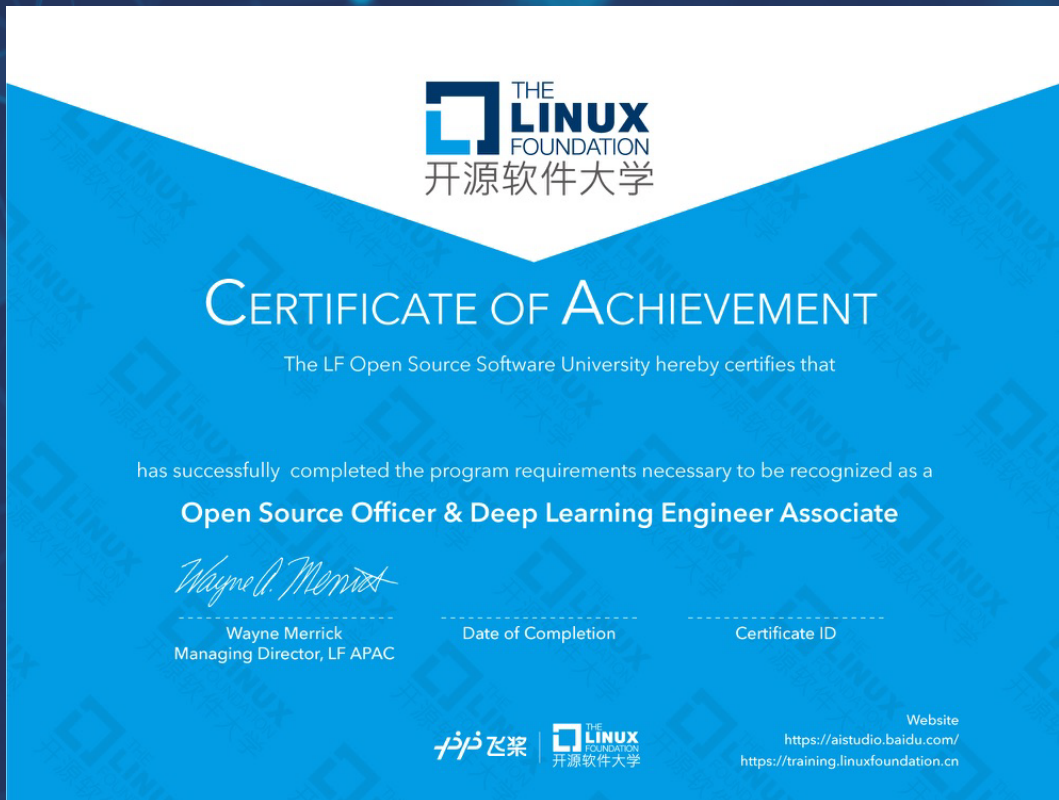 THE
LINUX
FOUNDATION
开源软件大学
CERTIFICATE OF ACHIEVEMENT
The LF Open Source Software University hereby certifies that
has successfully completed the program requirements necessary to be recognized as a
Open Source Officer & Deep Learning Engineer Associate
Wayne A. Merrick
Wayne Merrick
Managing Director, LF APAC
Date of Completion
Certificate ID
飞桨
THE
LINUX
FOUNDATION
开源软件大学
Website
https://aistudio.baidu.com/
https://training.linuxfoundation.cn